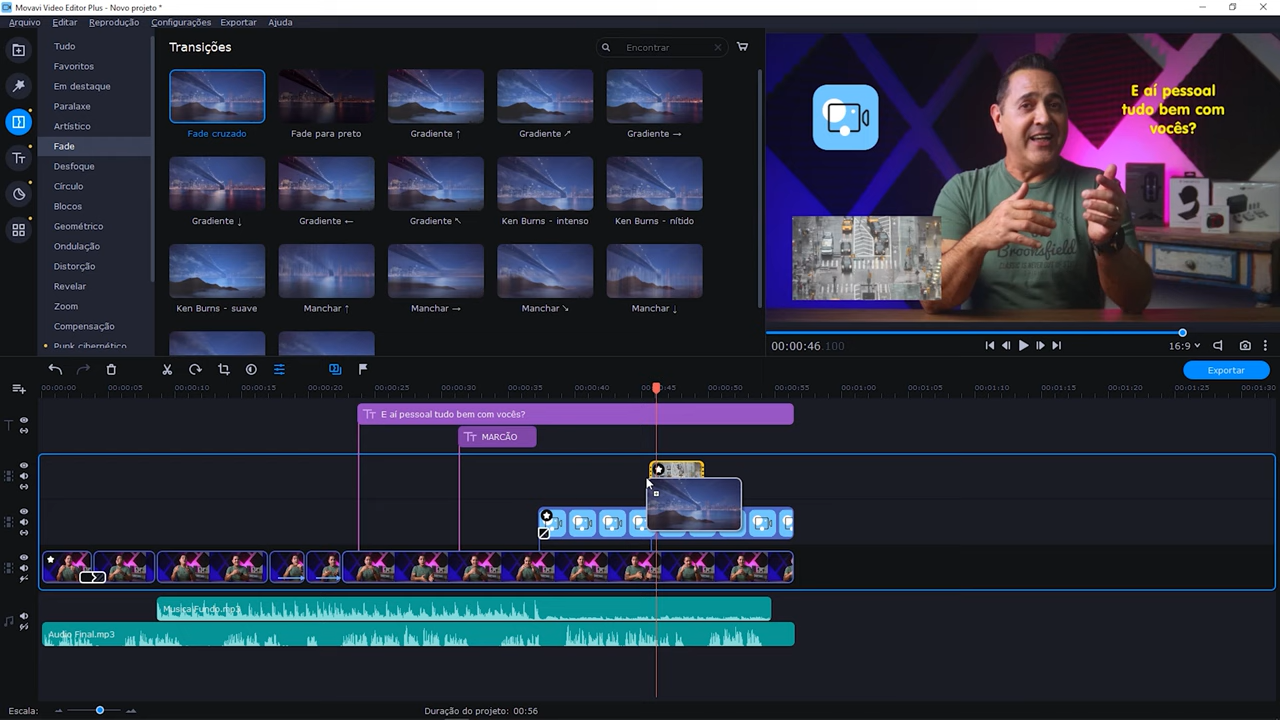 Movavi Video Editor Plus - Novo projeto *
Arquivo Editar Reprodução Configurações Exportar Ajuda
Tudo
Favoritos
Em destaque
Paralaxe
Artístico
Fade
Desfoque
Círculo
Blocos
Geométrico
Ondulação
Distorção
Revelar
Zoom
Compensação
Punk cibernético
Transições
Encontrar
Fade cruzado
Fade para preto
Gradiente ↑
Gradiente ↗
Gradiente →
Gradiente ↓
Gradiente ←
Gradiente ↖
Ken Burns - intenso
Ken Burns - nítido
Ken Burns - suave
Manchar ↑
Manchar →
Manchar ↘
Manchar ↓
E aí pessoal
tudo bem com
vocês?
Brooksfield
00:00:46.100
16:9
Exportar
00:00:00 00:00:05 00:00:10 00:00:15 00:00:20 00:00:25 00:00:30 00:00:35 00:00:40 :00:45 00:00:50 00:00:55 00:01:00 00:01:05 00:01:10 00:01:15 00:01:20 00:01:25 00:01:30
E aí pessoal tudo bem com vocês?
MARCÃO
Musica Fundo.mp3
Audio Final.mp3
Escala:
Duração do projeto: 00:56